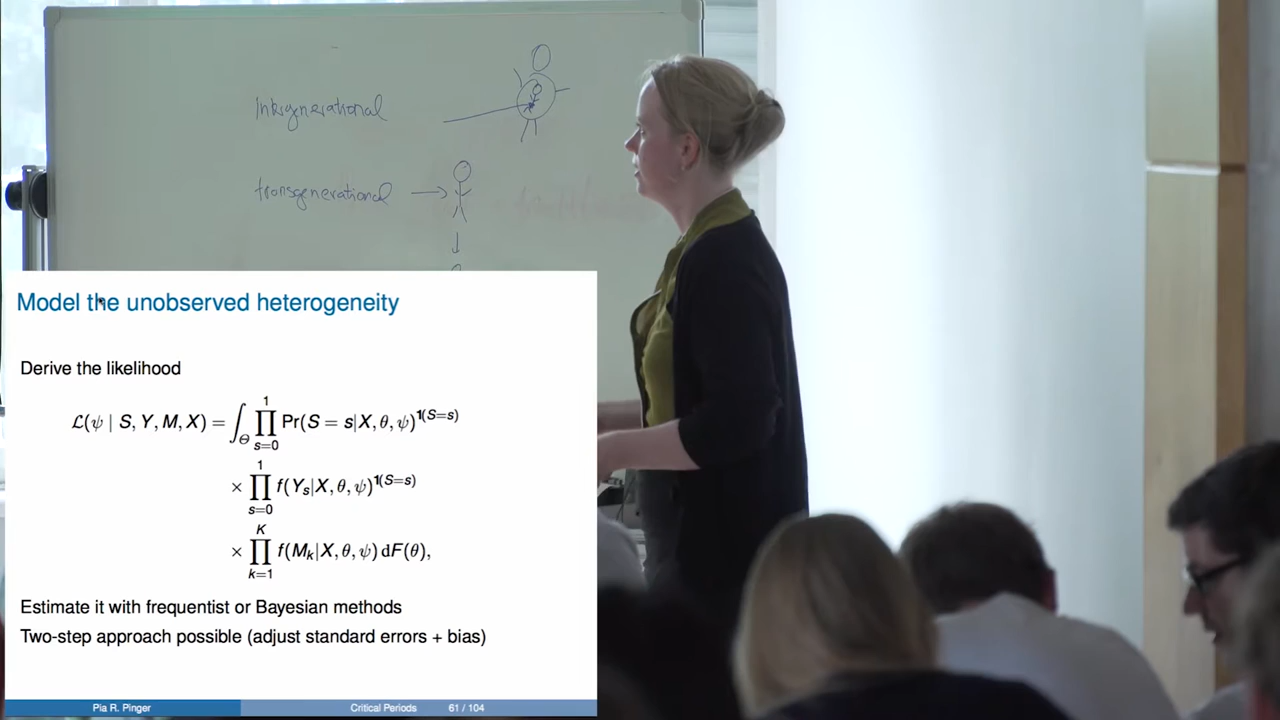 Intergenerational
transgenerational
Model the unobserved heterogeneity
Derive the likelihood
ℒ(ψ | S, Y, M, X) = ∫_Θ ∏_{s=0}^{1} Pr(S = s|X, θ, ψ)^{1(S=s)}
× ∏_{s=0}^{1} f(Y_s|X, θ, ψ)^{1(S=s)}
× ∏_{k=1}^{K} f(M_k|X, θ, ψ) dF(θ),
Estimate it with frequentist or Bayesian methods
Two-step approach possible (adjust standard errors + bias)
Pia R. Pinger Critical Periods 61 / 104